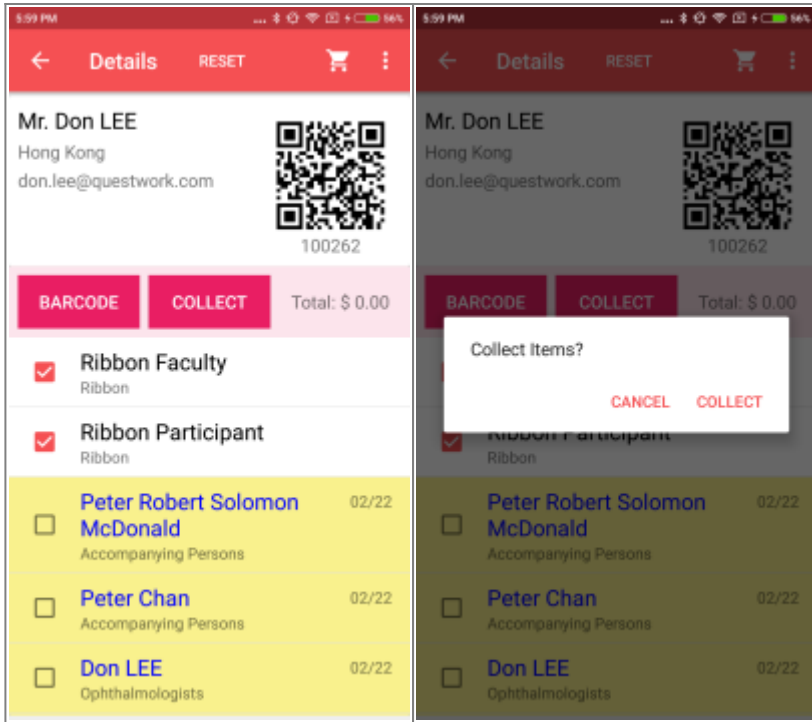 5:59 PM ... 56%
Details RESET
Mr. Don LEE
Hong Kong
don.lee@questwork.com
100262
BARCODE COLLECT Total: $ 0.00
Ribbon Faculty
Ribbon
Ribbon Participant
Ribbon
Peter Robert Solomon 02/22
McDonald
Accompanying Persons
Peter Chan 02/22
Accompanying Persons
Don LEE 02/22
Ophthalmologists
5:59 PM ... 56%
Details RESET
Mr. Don LEE
Hong Kong
don.lee@questwork.com
100262
BARCODE COLLECT Total: $ 0.00
Collect Items?
CANCEL COLLECT
Ribbon Participant
Ribbon
Peter Robert Solomon 02/22
McDonald
Accompanying Persons
Peter Chan 02/22
Accompanying Persons
Don LEE 02/22
Ophthalmologists